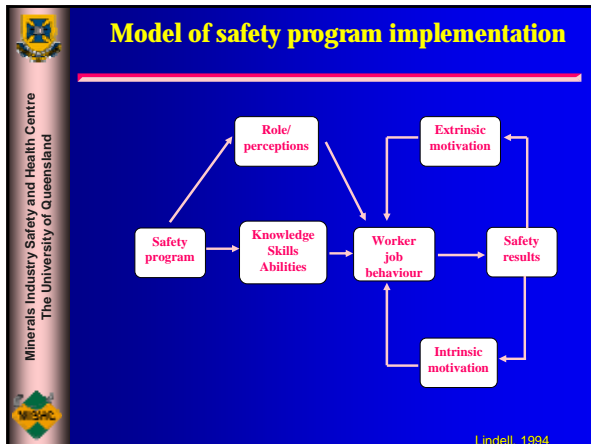 Model of safety program implementation
Minerals Industry Safety and Health Centre
The University of Queensland
Role/
perceptions
Extrinsic
motivation
Safety
program
Knowledge
Skills
Abilities
Worker
job
behaviour
Safety
results
Intrinsic
motivation
Lindell, 1994